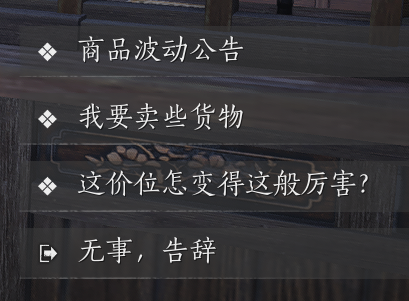 商品波动公告
我要卖些货物
这价位怎变得这般厉害？
无事，告辞